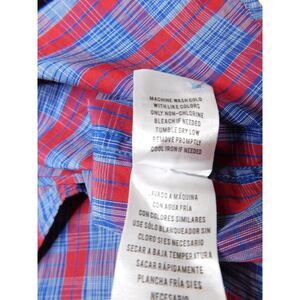 MACHINE WASH COLD
WITH LIKE COLORS
ONLY NON-CHLORINE
BLEACH IF NEEDED
TUMBLE DRY LOW
REMOVE PROMPTLY
COOL IRON IF NEEDED
LAVADO A MÁQUINA
CON AGUA FRÍA
CON COLORES SIMILARES
USE SÓLO BLANQUEADOR SIN
CLORO SI ES NECESARIO
SECAR A BAJA TEMPERATURA
SACAR RÁPIDAMENTE
PLANCHA FRÍA SI ES
NECESARIO